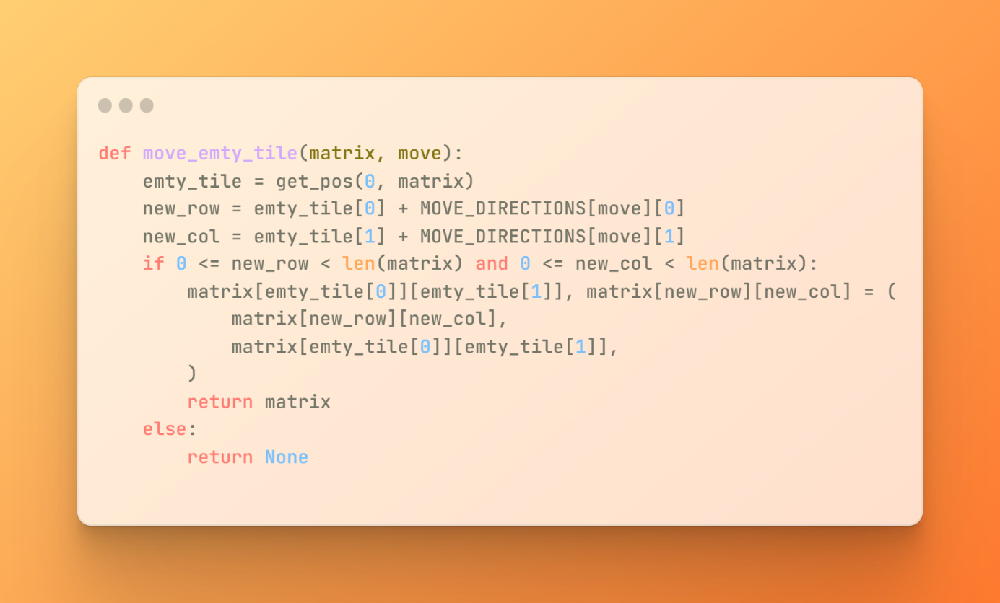 def move_emty_tile(matrix, move):
    emty_tile = get_pos(0, matrix)
    new_row = emty_tile[0] + MOVE_DIRECTIONS[move][0]
    new_col = emty_tile[1] + MOVE_DIRECTIONS[move][1]
    if 0 <= new_row < len(matrix) and 0 <= new_col < len(matrix):
        matrix[emty_tile[0]][emty_tile[1]], matrix[new_row][new_col] = (
            matrix[new_row][new_col],
            matrix[emty_tile[0]][emty_tile[1]],
        )
        return matrix
    else:
        return None